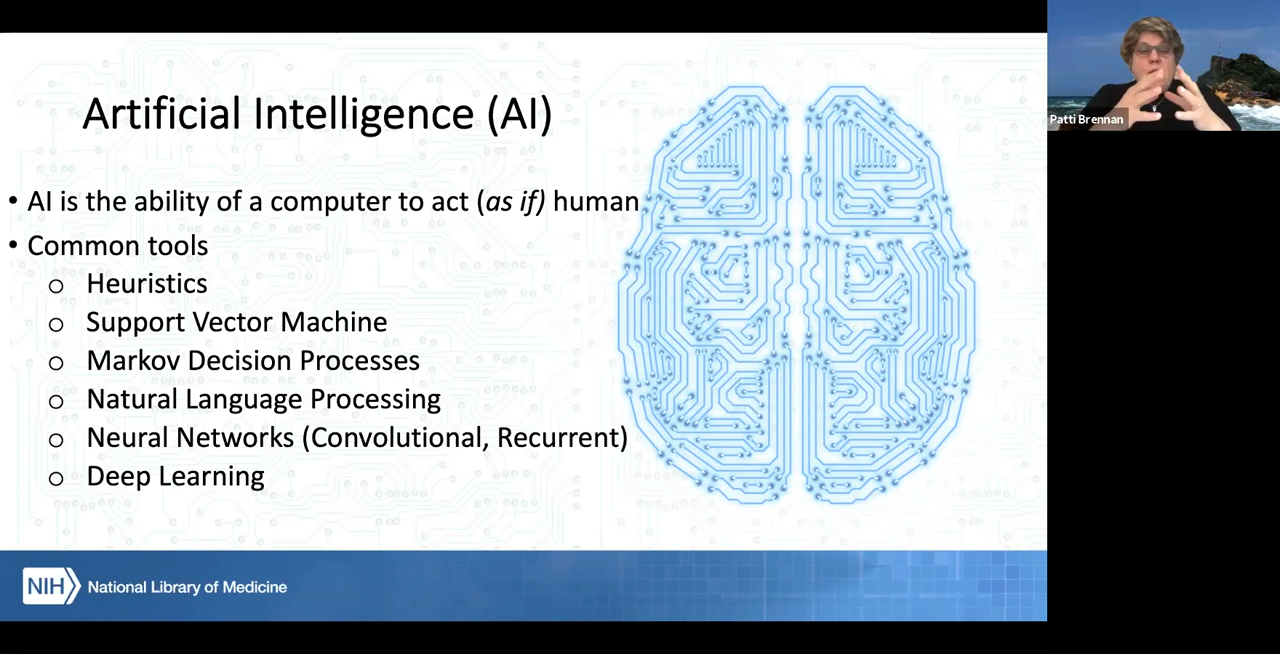 Artificial Intelligence (AI)
• AI is the ability of a computer to act (as if) human
• Common tools
o Heuristics
o Support Vector Machine
o Markov Decision Processes
o Natural Language Processing
o Neural Networks (Convolutional, Recurrent)
o Deep Learning
NIH National Library of Medicine
Patti Brennan